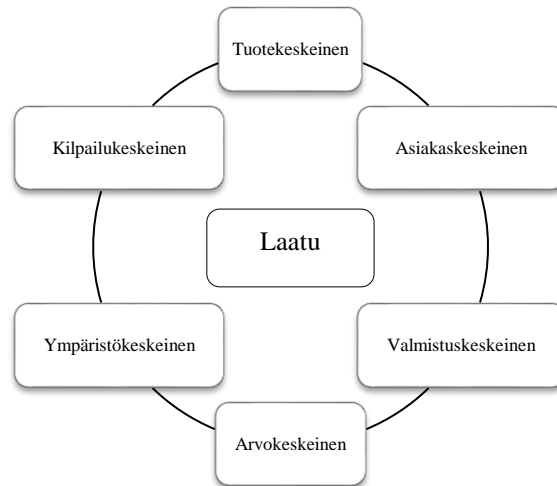 Tuotekeskeinen
Kilpailukeskeinen
Asiakaskeskeinen
Laatu
Ympäristökeskeinen
Valmistuskeskeinen
Arvokeskeinen